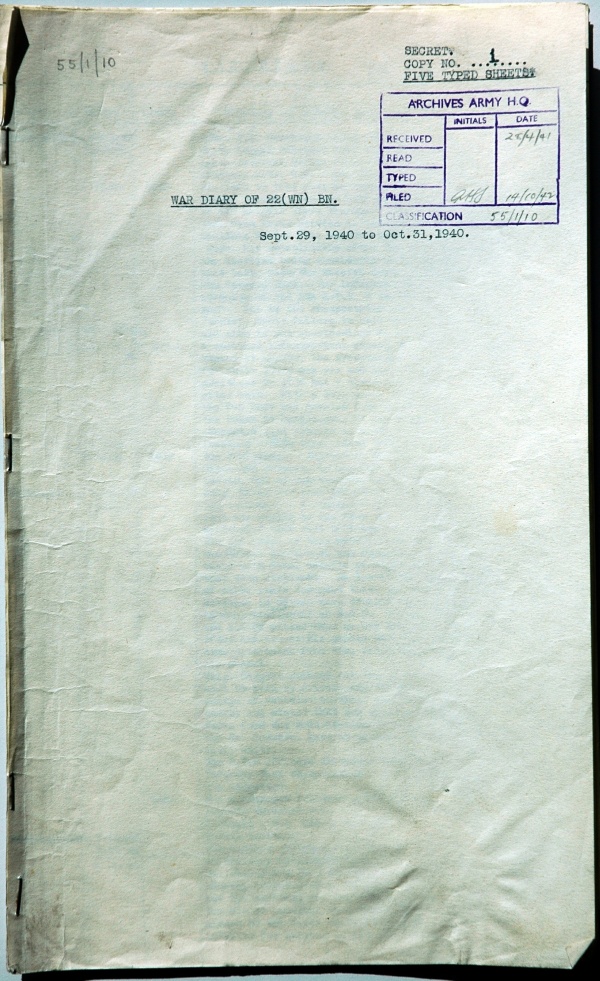 55/1/10
SECRET.
COPY NO. ...1.....
FIVE TYPED SHEETS.
ARCHIVES ARMY H.Q.
INITIALS DATE
RECEIVED 28/4/41
READ
TYPED
FILED 14/10/42
CLASSIFICATION 55/1/10
WAR DIARY OF 22(WN) BN.
Sept.29, 1940 to Oct.31,1940.